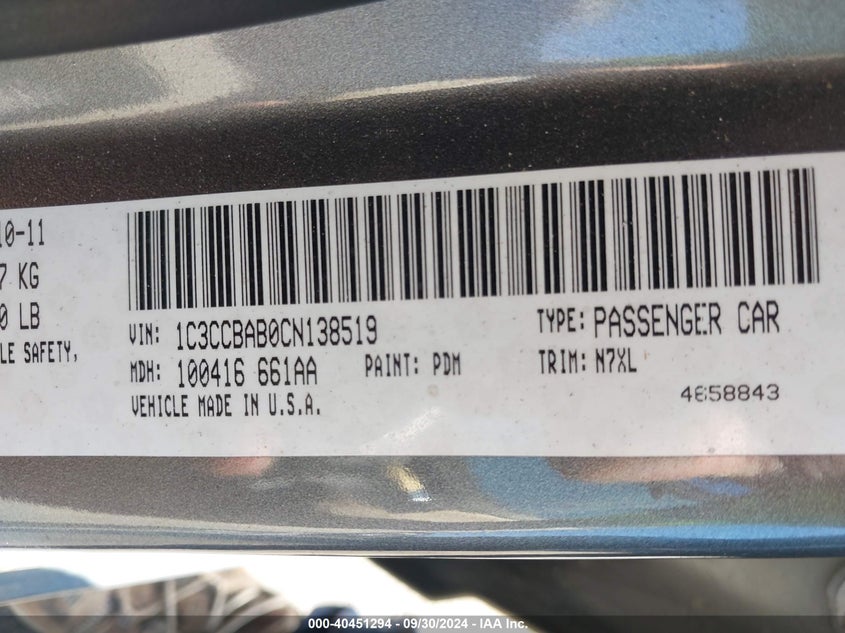 10-11
7 KG
0 LB
LE SAFETY,
VIN: 1C3CCBAB0CN138519 TYPE: PASSENGER CAR
MDH: 100416 661AA PAINT: PDM TRIM: N7XL
VEHICLE MADE IN U.S.A. 4658843
000-40451294 - 09/30/2024 - IAA Inc.